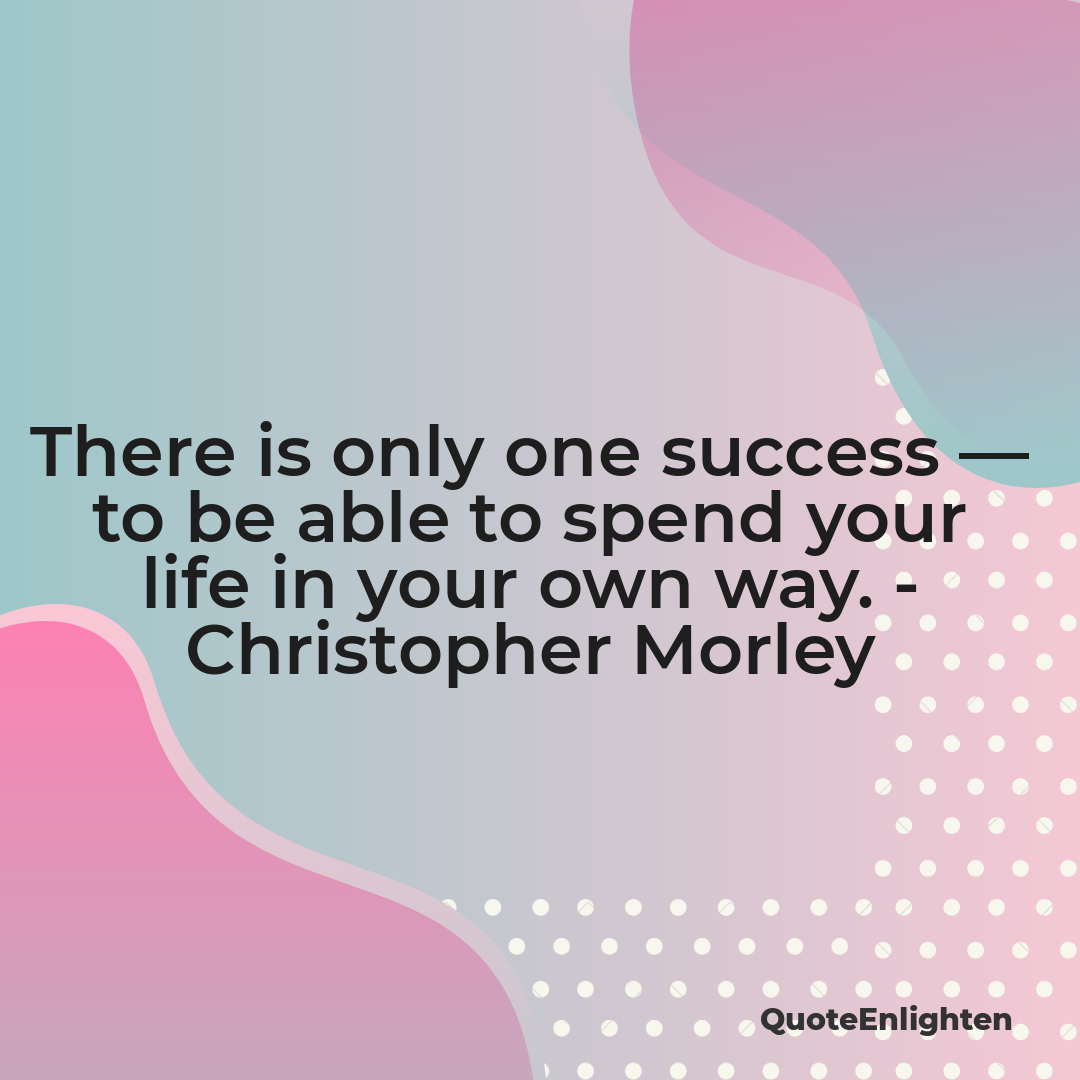 There is only one success —
to be able to spend your
life in your own way. -
Christopher Morley
QuoteEnlighten